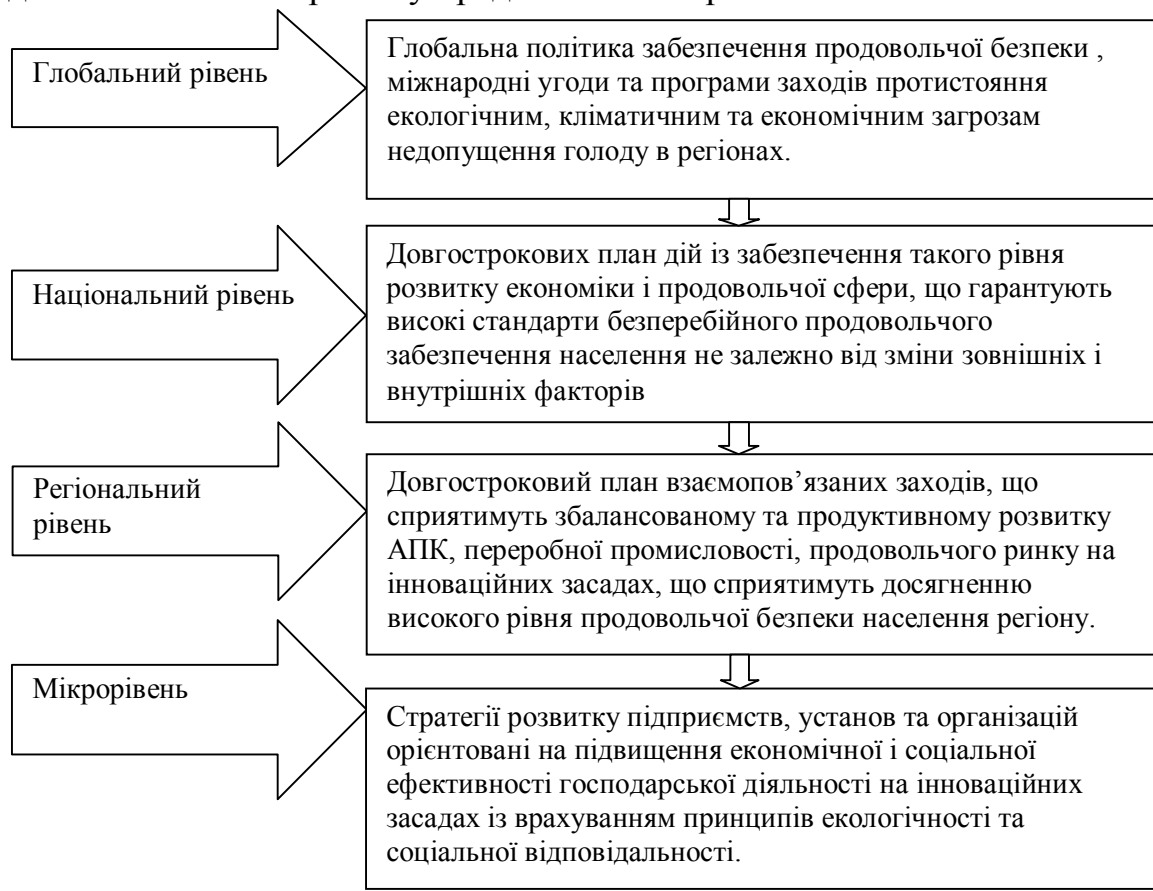 Глобальний рівень
Глобальна політика забезпечення продовольчої безпеки ,
міжнародні угоди та програми заходів протистояння
екологічним, кліматичним та економічним загрозам
недопущення голоду в регіонах.
Національний рівень
Довгострокових план дій із забезпечення такого рівня
розвитку економіки і продовольчої сфери, що гарантують
високі стандарти безперебійного продовольчого
забезпечення населення не залежно від зміни зовнішніх і
внутрішніх факторів
Регіональний
рівень
Довгостроковий план взаємопов’язаних заходів, що
сприятимуть збалансованому та продуктивному розвитку
АПК, переробної промисловості, продовольчого ринку на
інноваційних засадах, що сприятимуть досягненню
високого рівня продовольчої безпеки населення регіону.
Мікрорівень
Стратегії розвитку підприємств, установ та організацій
орієнтовані на підвищення економічної і соціальної
ефективності господарської діяльності на інноваційних
засадах із врахуванням принципів екологічності та
соціальної відповідальності.